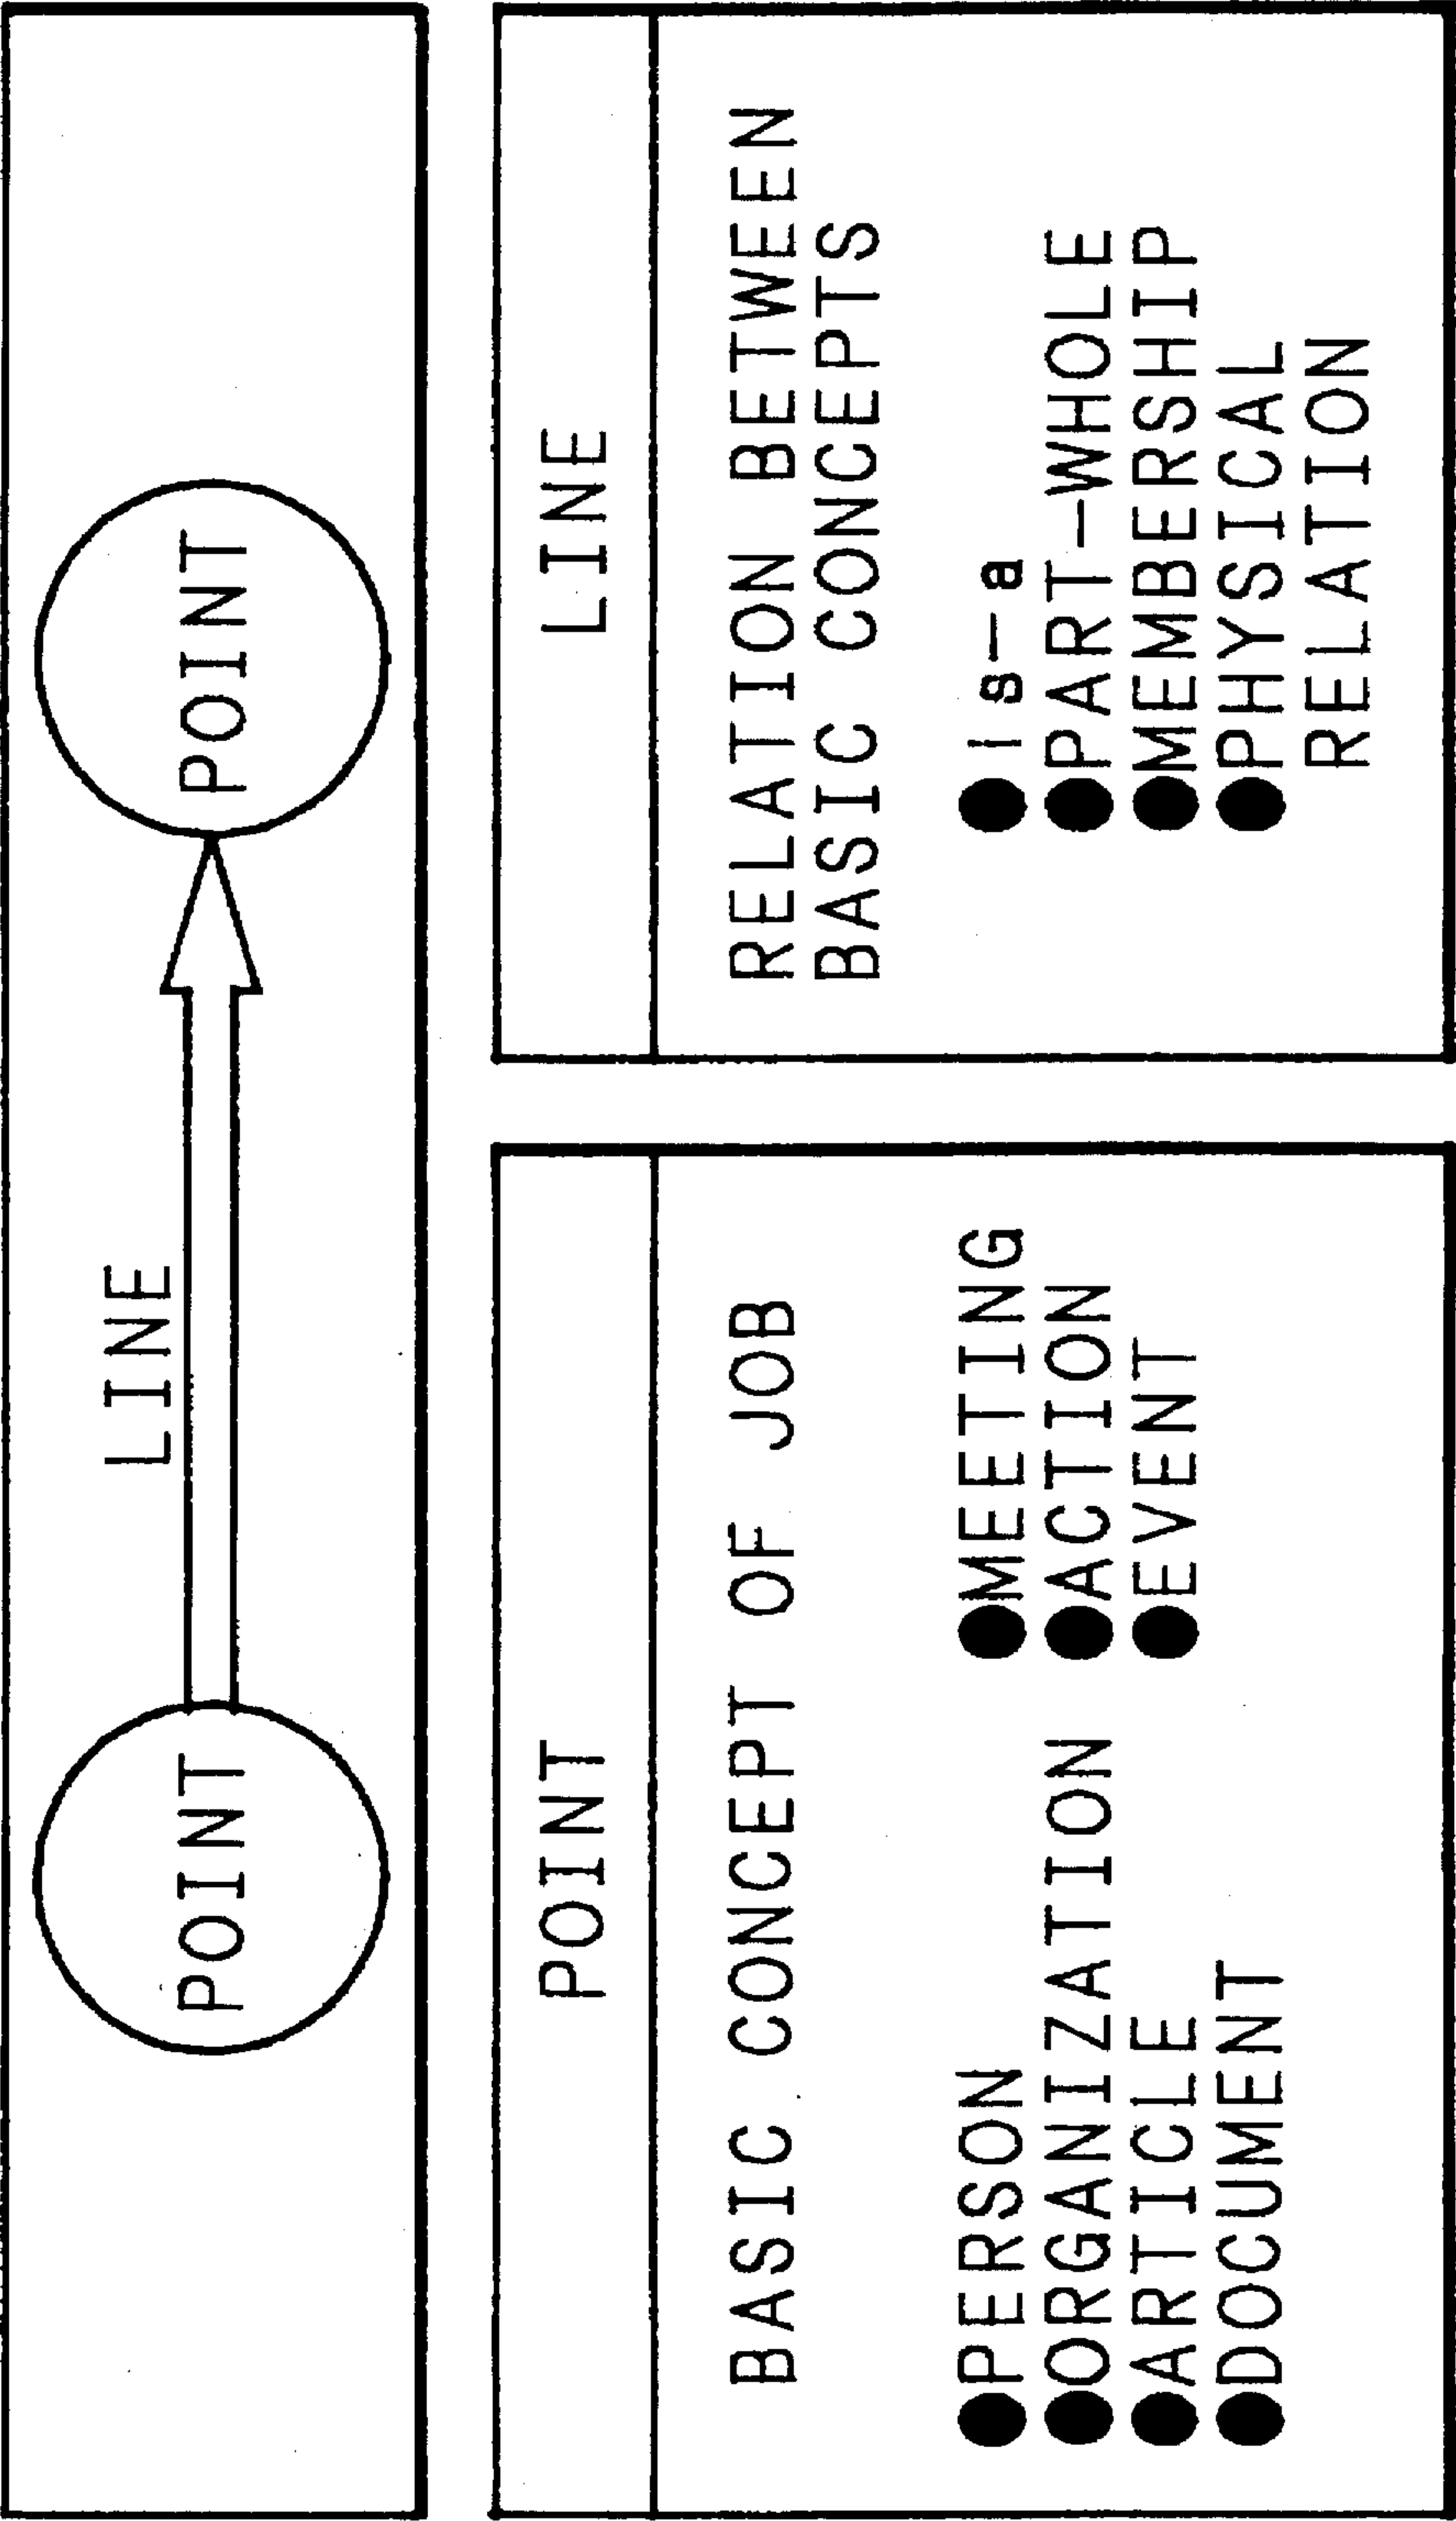 LINE
POINT
POINT
POINT
BASIC CONCEPT OF JOB
●PERSON ●MEETING
●ORGANIZATION ●ACTION
●ARTICLE ●EVENT
●DOCUMENT
LINE
RELATION BETWEEN
BASIC CONCEPTS
●is-a
●PART-WHOLE
●MEMBERSHIP
●PHYSICAL
RELATION